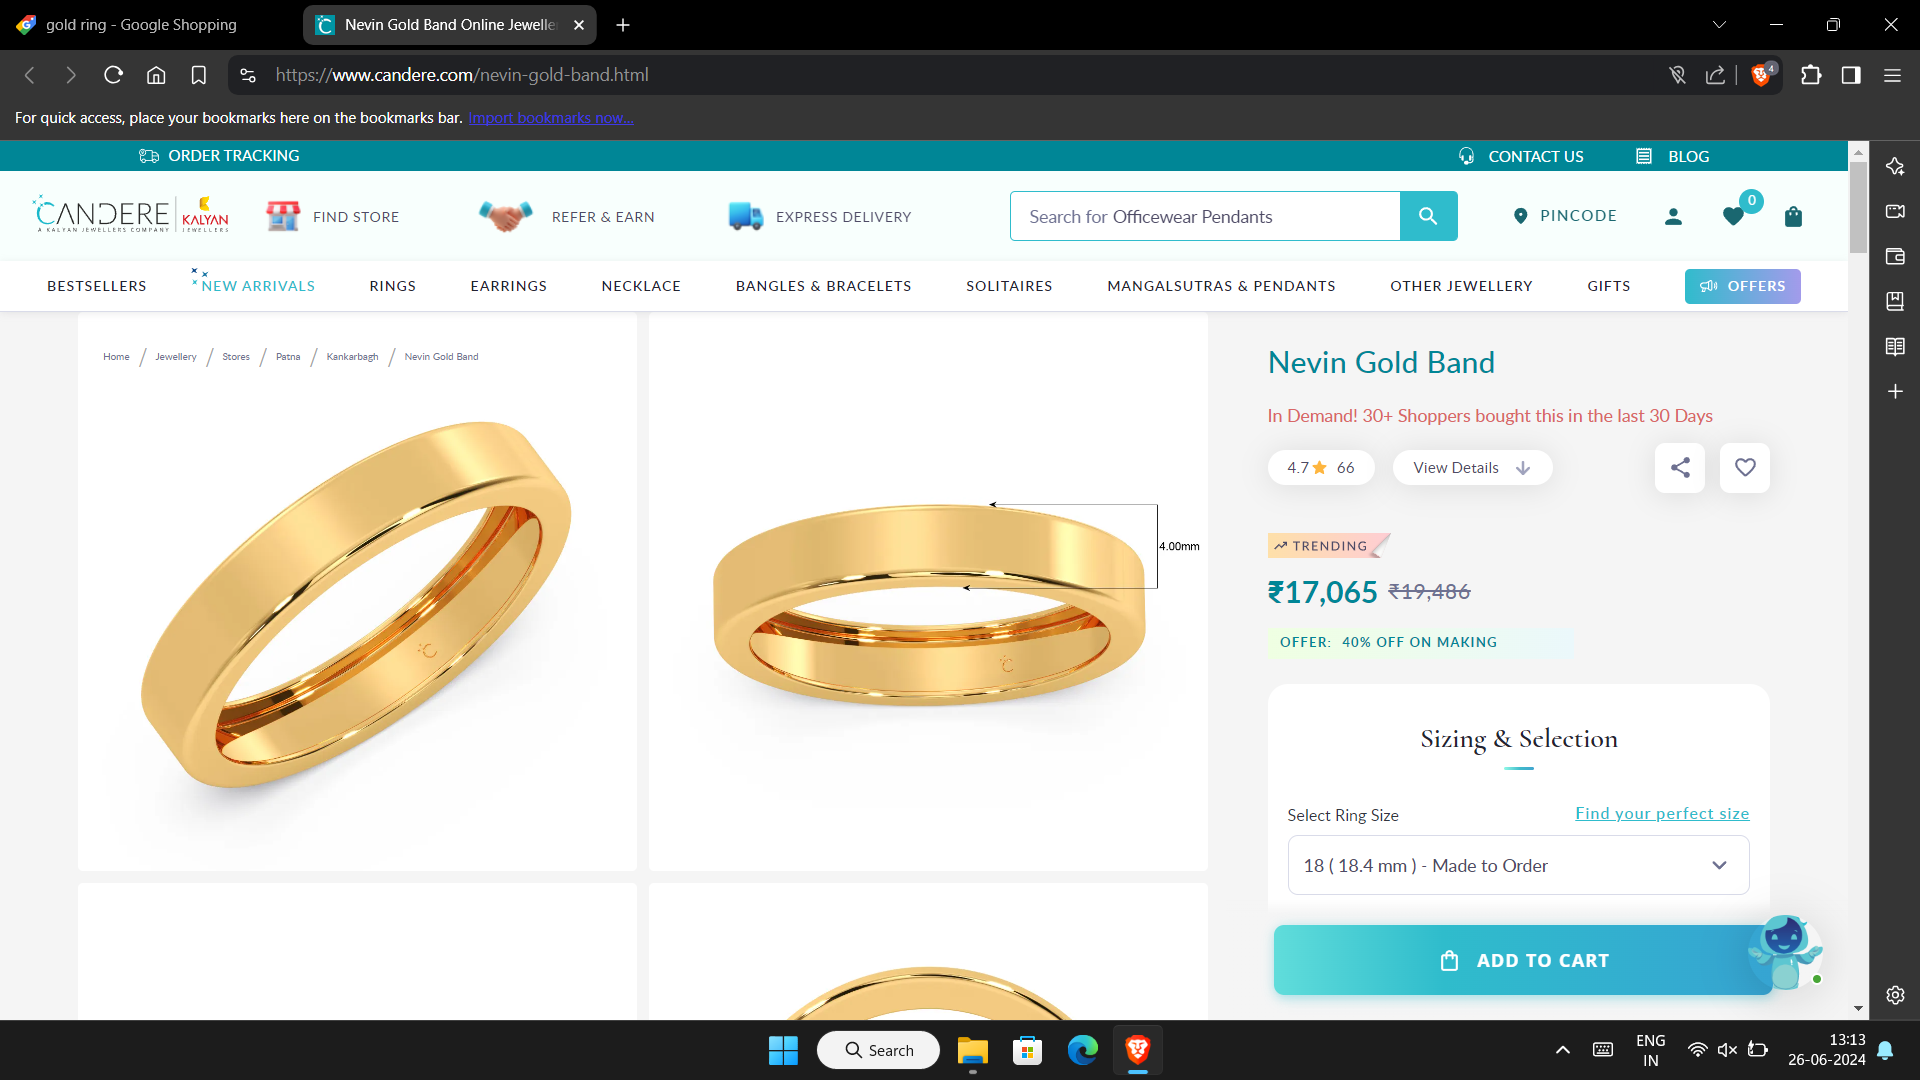 gold ring - Google Shopping
Nevin Gold Band Online Jewelle
https://www.candere.com/nevin-gold-band.html
4
For quick access, place your bookmarks here on the bookmarks bar. Import bookmarks now...
ORDER TRACKING
CONTACT US
BLOG
CANDERE
A KALYAN JEWELLERS COMPANY
KALYAN
JEWELLERS
FIND STORE
REFER & EARN
EXPRESS DELIVERY
Search for Officewear Pendants
PINCODE
0
BESTSELLERS
NEW ARRIVALS
RINGS
EARRINGS
NECKLACE
BANGLES & BRACELETS
SOLITAIRES
MANGALSUTRAS & PENDANTS
OTHER JEWELLERY
GIFTS
OFFERS
Home / Jewellery / Stores / Patna / Kankarbagh / Nevin Gold Band
4.00mm
Nevin Gold Band
In Demand! 30+ Shoppers bought this in the last 30 Days
4.7 66
View Details
TRENDING
₹17,065 ₹19,486
OFFER: 40% OFF ON MAKING
Sizing & Selection
Select Ring Size
Find your perfect size
18 ( 18.4 mm ) - Made to Order
ADD TO CART
Search
ENG
IN
13:13
26-06-2024